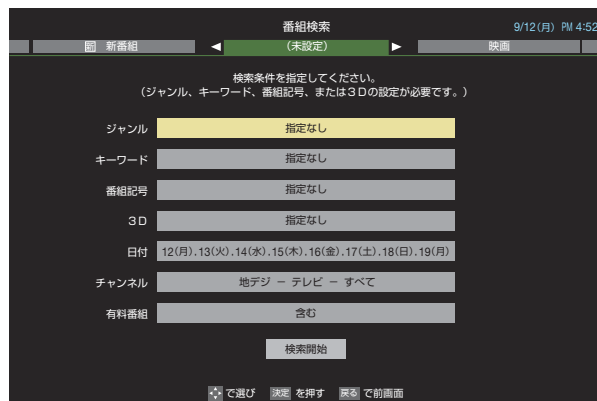 番組検索
9/12(月) PM 4:52
新番組
(未設定)
映画
検索条件を指定してください。
(ジャンル、キーワード、番組記号、または3Dの設定が必要です。)
ジャンル 指定なし
キーワード 指定なし
番組記号 指定なし
3D 指定なし
日付 12(月).13(火).14(水).15(木).16(金).17(土).18(日).19(月)
チャンネル 地デジ − テレビ − すべて
有料番組 含む
検索開始
で選び 決定 を押す 戻る で前画面